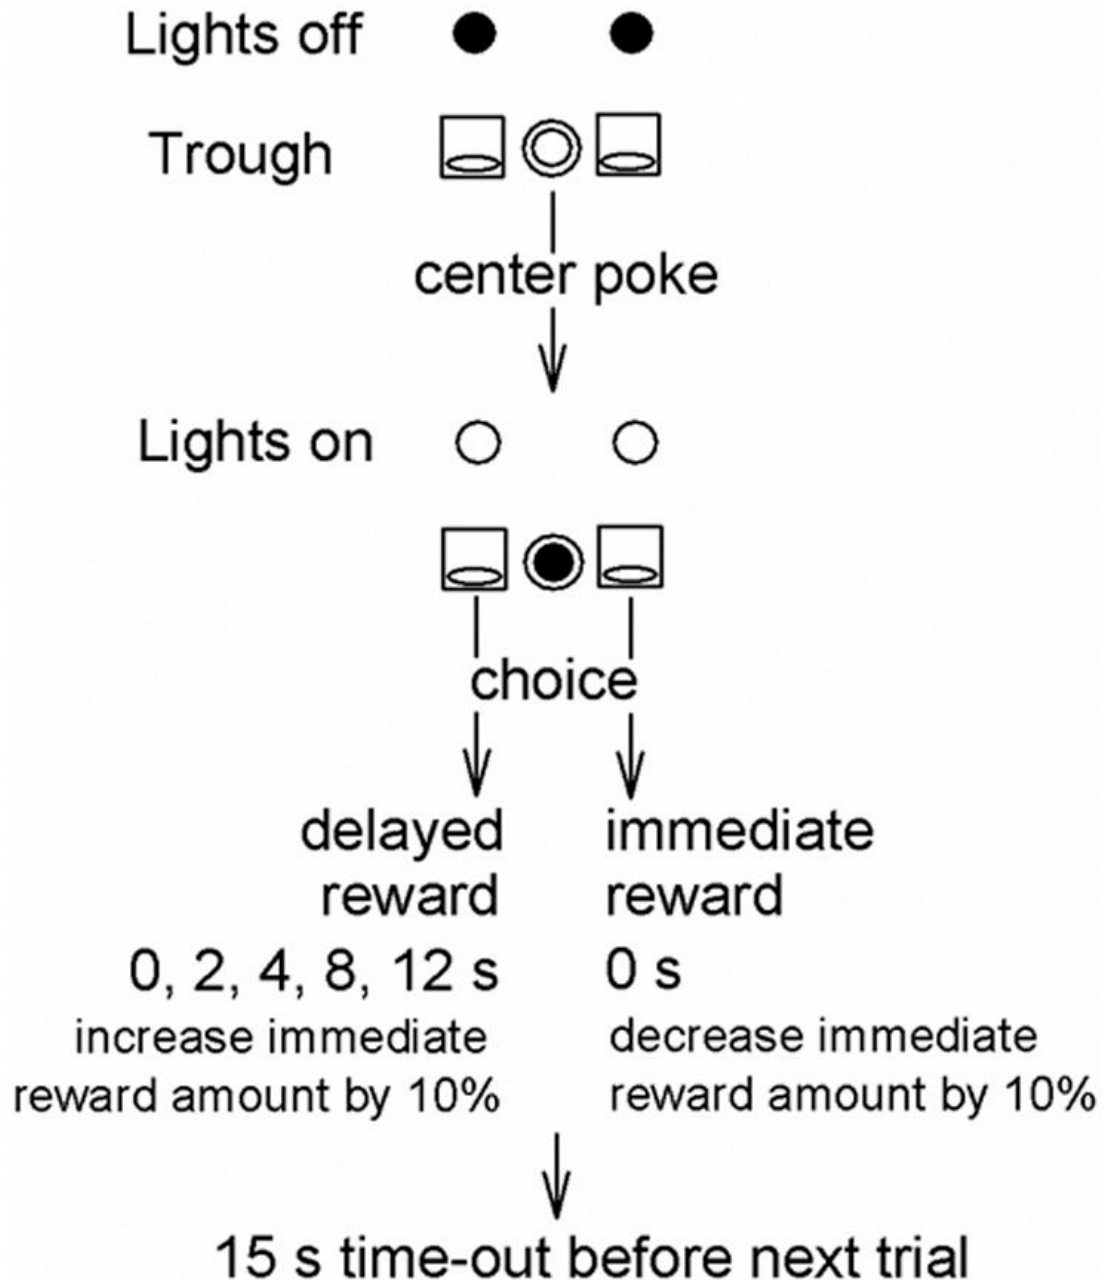 Lights off
Trough
center poke
Lights on
choice
delayed immediate
reward reward
0, 2, 4, 8, 12 s 0 s
increase immediate decrease immediate
reward amount by 10% reward amount by 10%
15 s time-out before next trial